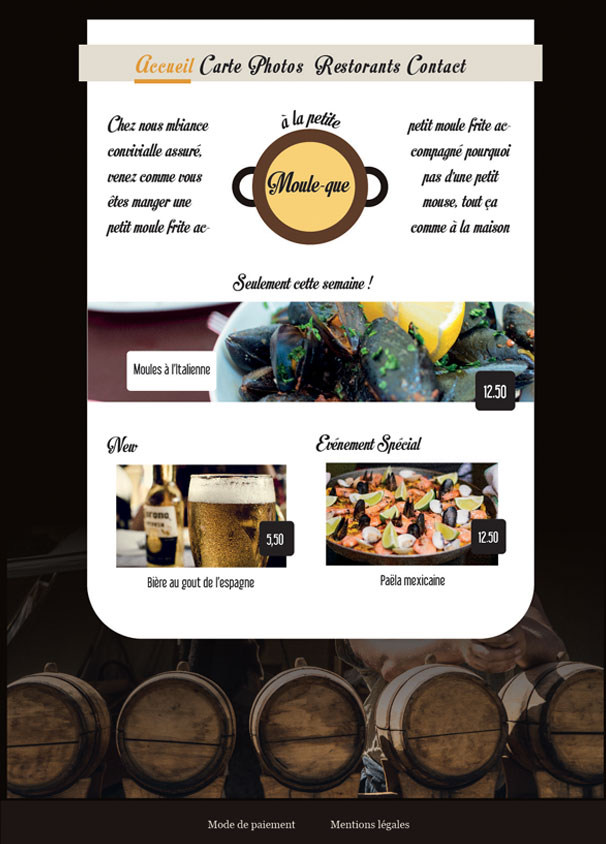 Accueil Carte Photos Restorants Contact
Chez nous mbiance
convivialle assuré,
venez comme vous
êtes manger une
petit moule frite ac-
à la petite
Moule-que
petit moule frite ac-
compagné pourquoi
pas d'une petit
mouse, tout ça
comme à la maison
Seulement cette semaine !
Moules à l'Italienne
12.50
New
5,50
Bière au gout de l'espagne
Evénement Spécial
12.50
Paëla mexicaine
Mode de paiement
Mentions légales